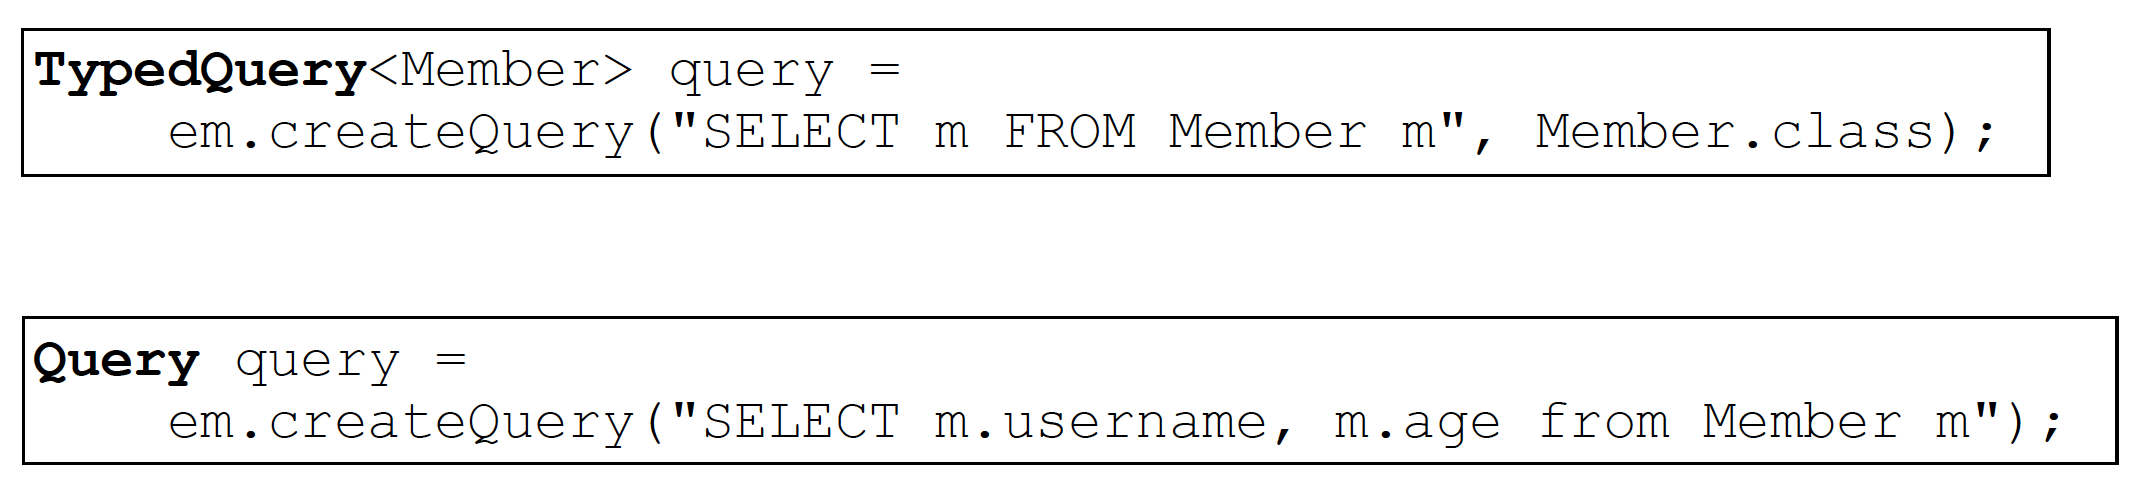 TypedQuery<Member> query =
    em.createQuery("SELECT m FROM Member m", Member.class);
Query query =
    em.createQuery("SELECT m.username, m.age from Member m");